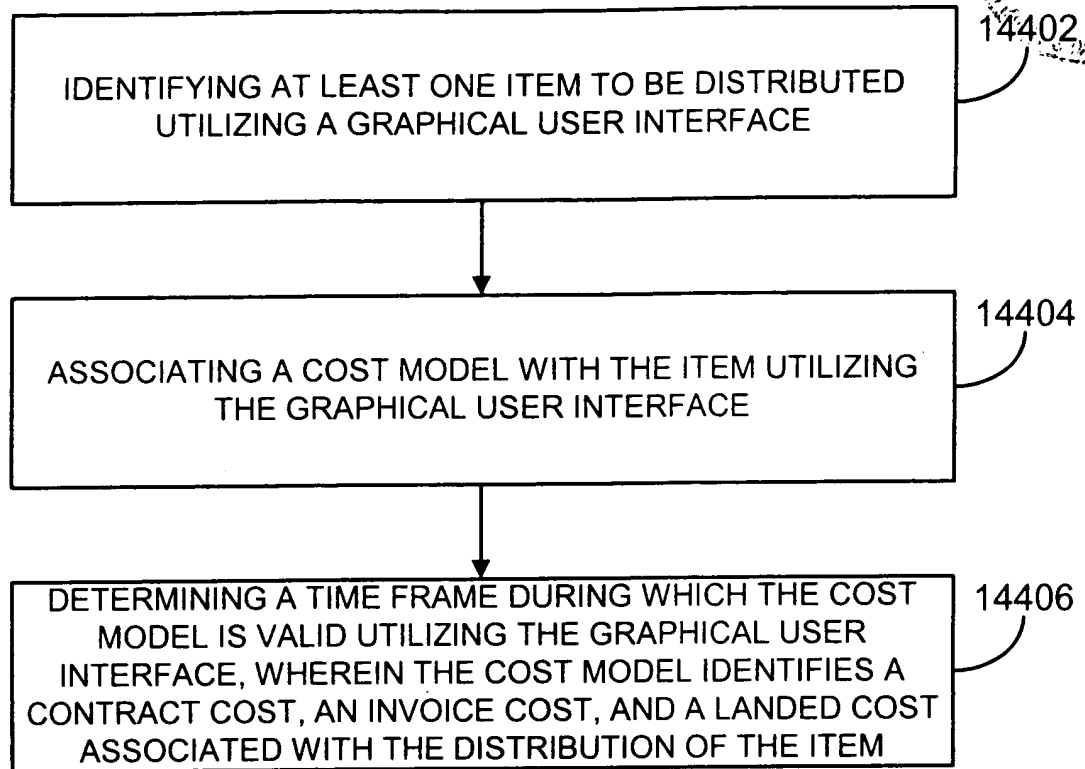 14402
IDENTIFYING AT LEAST ONE ITEM TO BE DISTRIBUTED
UTILIZING A GRAPHICAL USER INTERFACE
14404
ASSOCIATING A COST MODEL WITH THE ITEM UTILIZING
THE GRAPHICAL USER INTERFACE
14406
DETERMINING A TIME FRAME DURING WHICH THE COST
MODEL IS VALID UTILIZING THE GRAPHICAL USER
INTERFACE, WHEREIN THE COST MODEL IDENTIFIES A
CONTRACT COST, AN INVOICE COST, AND A LANDED COST
ASSOCIATED WITH THE DISTRIBUTION OF THE ITEM